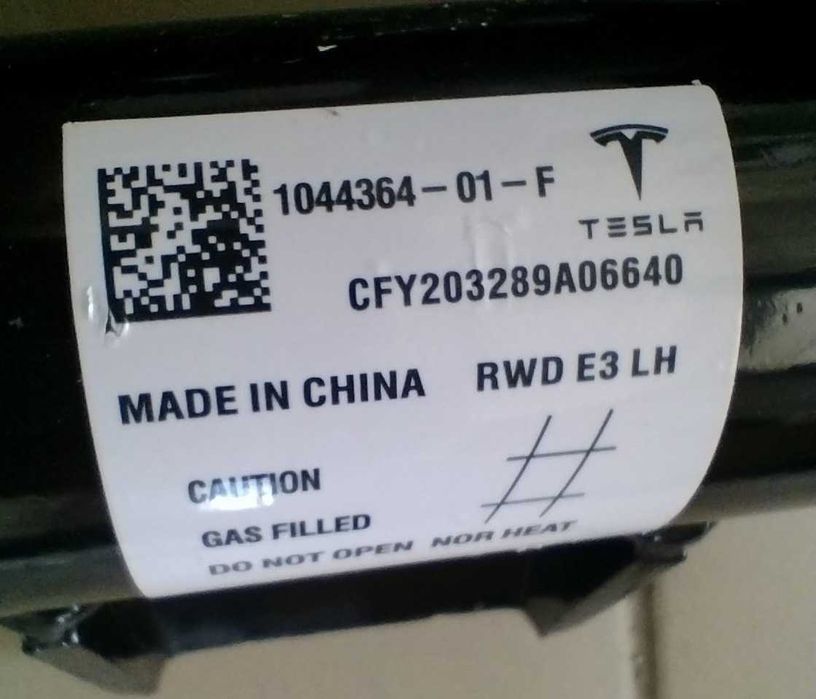 1044364-01-F
TESLA
CFY203289A06640
MADE IN CHINA RWD E3 LH
CAUTION
GAS FILLED
DO NOT OPEN NOR HEAT